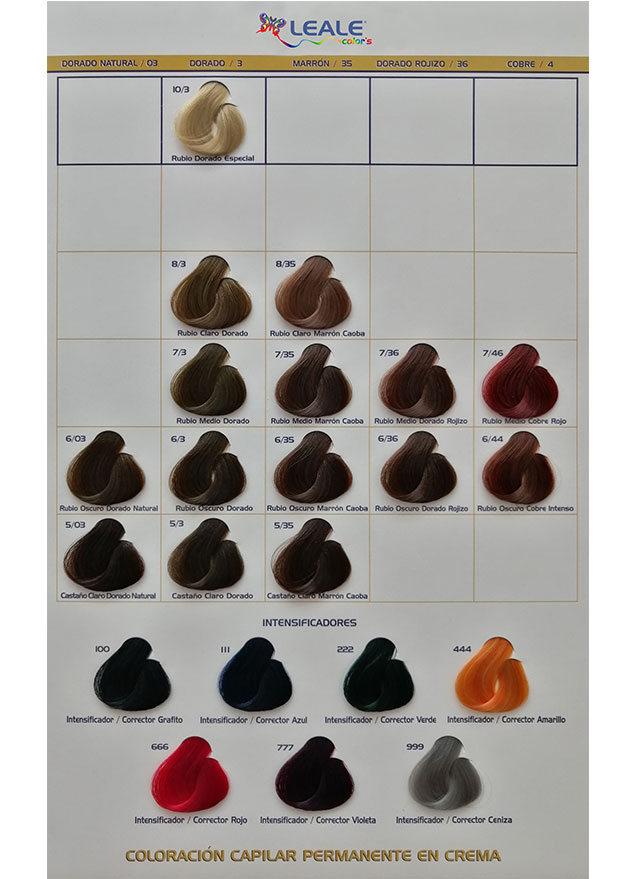 LEALE®
color's
DORADO NATURAL / 03 DORADO / 3 MARRÓN / 35 DORADO ROJIZO / 36 COBRE / 4
10/3
Rubio Dorado Especial
8/3 8/35
Rubio Claro Dorado Rubio Claro Marrón Caoba
7/3 7/35 7/36 7/46
Rubio Medio Dorado Rubio Medio Marrón Caoba Rubio Medio Dorado Rojizo Rubio Medio Cobre Rojo
6/03 6/3 6/35 6/36 6/44
Rubio Oscuro Dorado Natural Rubio Oscuro Dorado Rubio Oscuro Marrón Caoba Rubio Oscuro Dorado Rojizo Rubio Oscuro Cobre Intenso
5/03 5/3 5/35
Castaño Claro Dorado Natural Castaño Claro Dorado Castaño Claro Marrón Caoba
INTENSIFICADORES
100 111 222 444
Intensificador / Corrector Grafito Intensificador / Corrector Azul Intensificador / Corrector Verde Intensificador / Corrector Amarillo
666 777 999
Intensificador / Corrector Rojo Intensificador / Corrector Violeta Intensificador / Corrector Ceniza
COLORACIÓN CAPILAR PERMANENTE EN CREMA